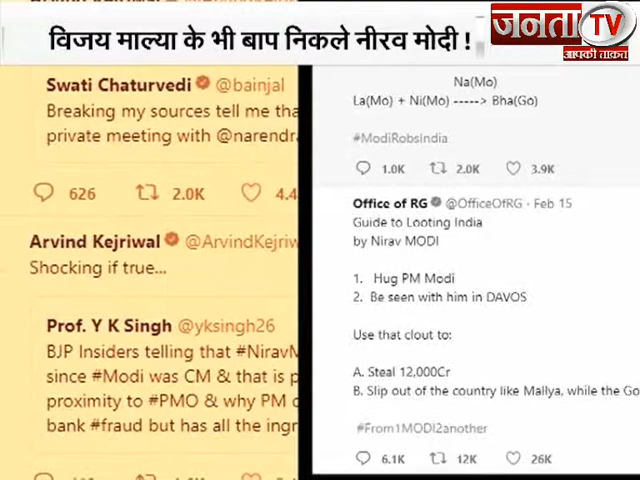 विजय माल्या के भी बाप निकले नीरव मोदी !
जनता TV
आपकी ताकत
Swati Chaturvedi @bainjal
Breaking my sources tell me tha
private meeting with @narendra
626 2.0K 4.4
Arvind Kejriwal @ArvindKejriw
Shocking if true...
Prof. Y K Singh @yksingh26
BJP Insiders telling that #NiravM
since #Modi was CM & that is p
proximity to #PMO & why PM
bank #fraud but has all the ingr
Na(Mo)
La(Mo) + Ni(Mo) -----> Bha(Go)
#ModiRobsIndia
1.0K 2.0K 3.9K
Office of RG @OfficeOfRG · Feb 15
Guide to Looting India
by Nirav MODI
1. Hug PM Modi
2. Be seen with him in DAVOS
Use that clout to:
A. Steal 12,000Cr
B. Slip out of the country like Mallya, while the Go
#From1MODI2another
6.1K 12K 26K